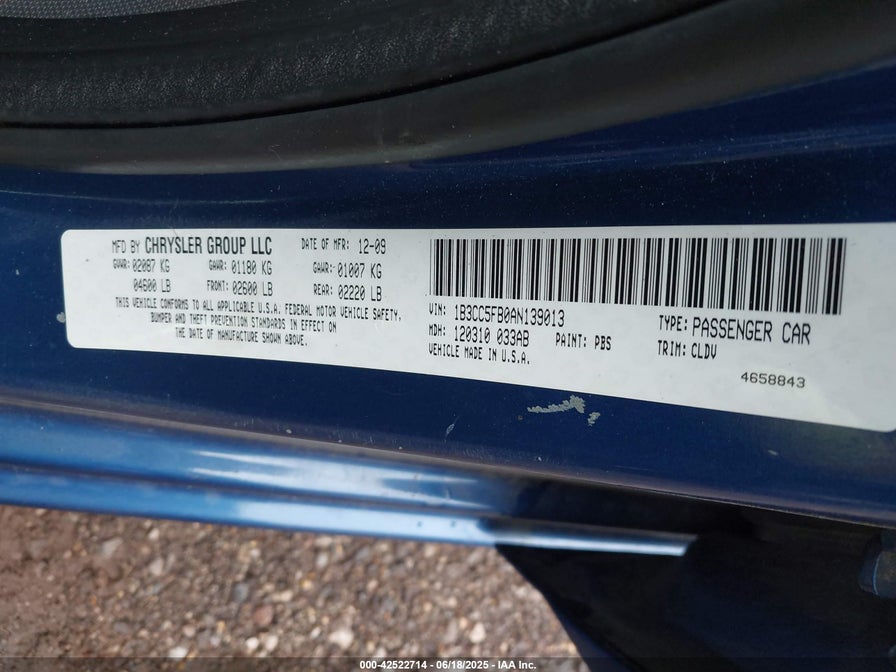 MFD BY CHRYSLER GROUP LLC DATE OF MFR: 12-09
GVWR: 02087 KG GAWR: 01180 KG GAWR: 01007 KG
04600 LB FRONT: 02600 LB REAR: 02220 LB
THIS VEHICLE CONFORMS TO ALL APPLICABLE U.S.A. FEDERAL MOTOR VEHICLE SAFETY,
BUMPER AND THEFT PREVENTION STANDARDS IN EFFECT ON
THE DATE OF MANUFACTURE SHOWN ABOVE.
VIN: 1B3CC5FB0AN139013 TYPE: PASSENGER CAR
MDH: 120310 033AB PAINT: PBS TRIM: CLDV
VEHICLE MADE IN U.S.A.
4658843
000-42522714 - 06/18/2025 - IAA Inc.